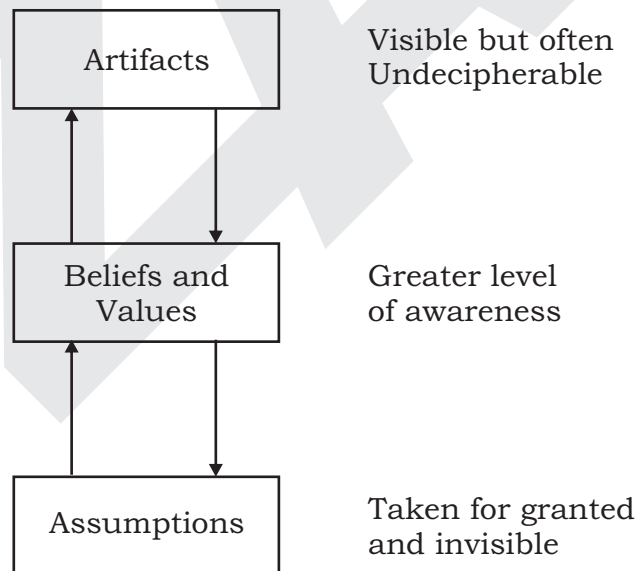 Artifacts
Visible but often
Undecipherable
Beliefs and
Values
Greater level
of awareness
Assumptions
Taken for granted
and invisible